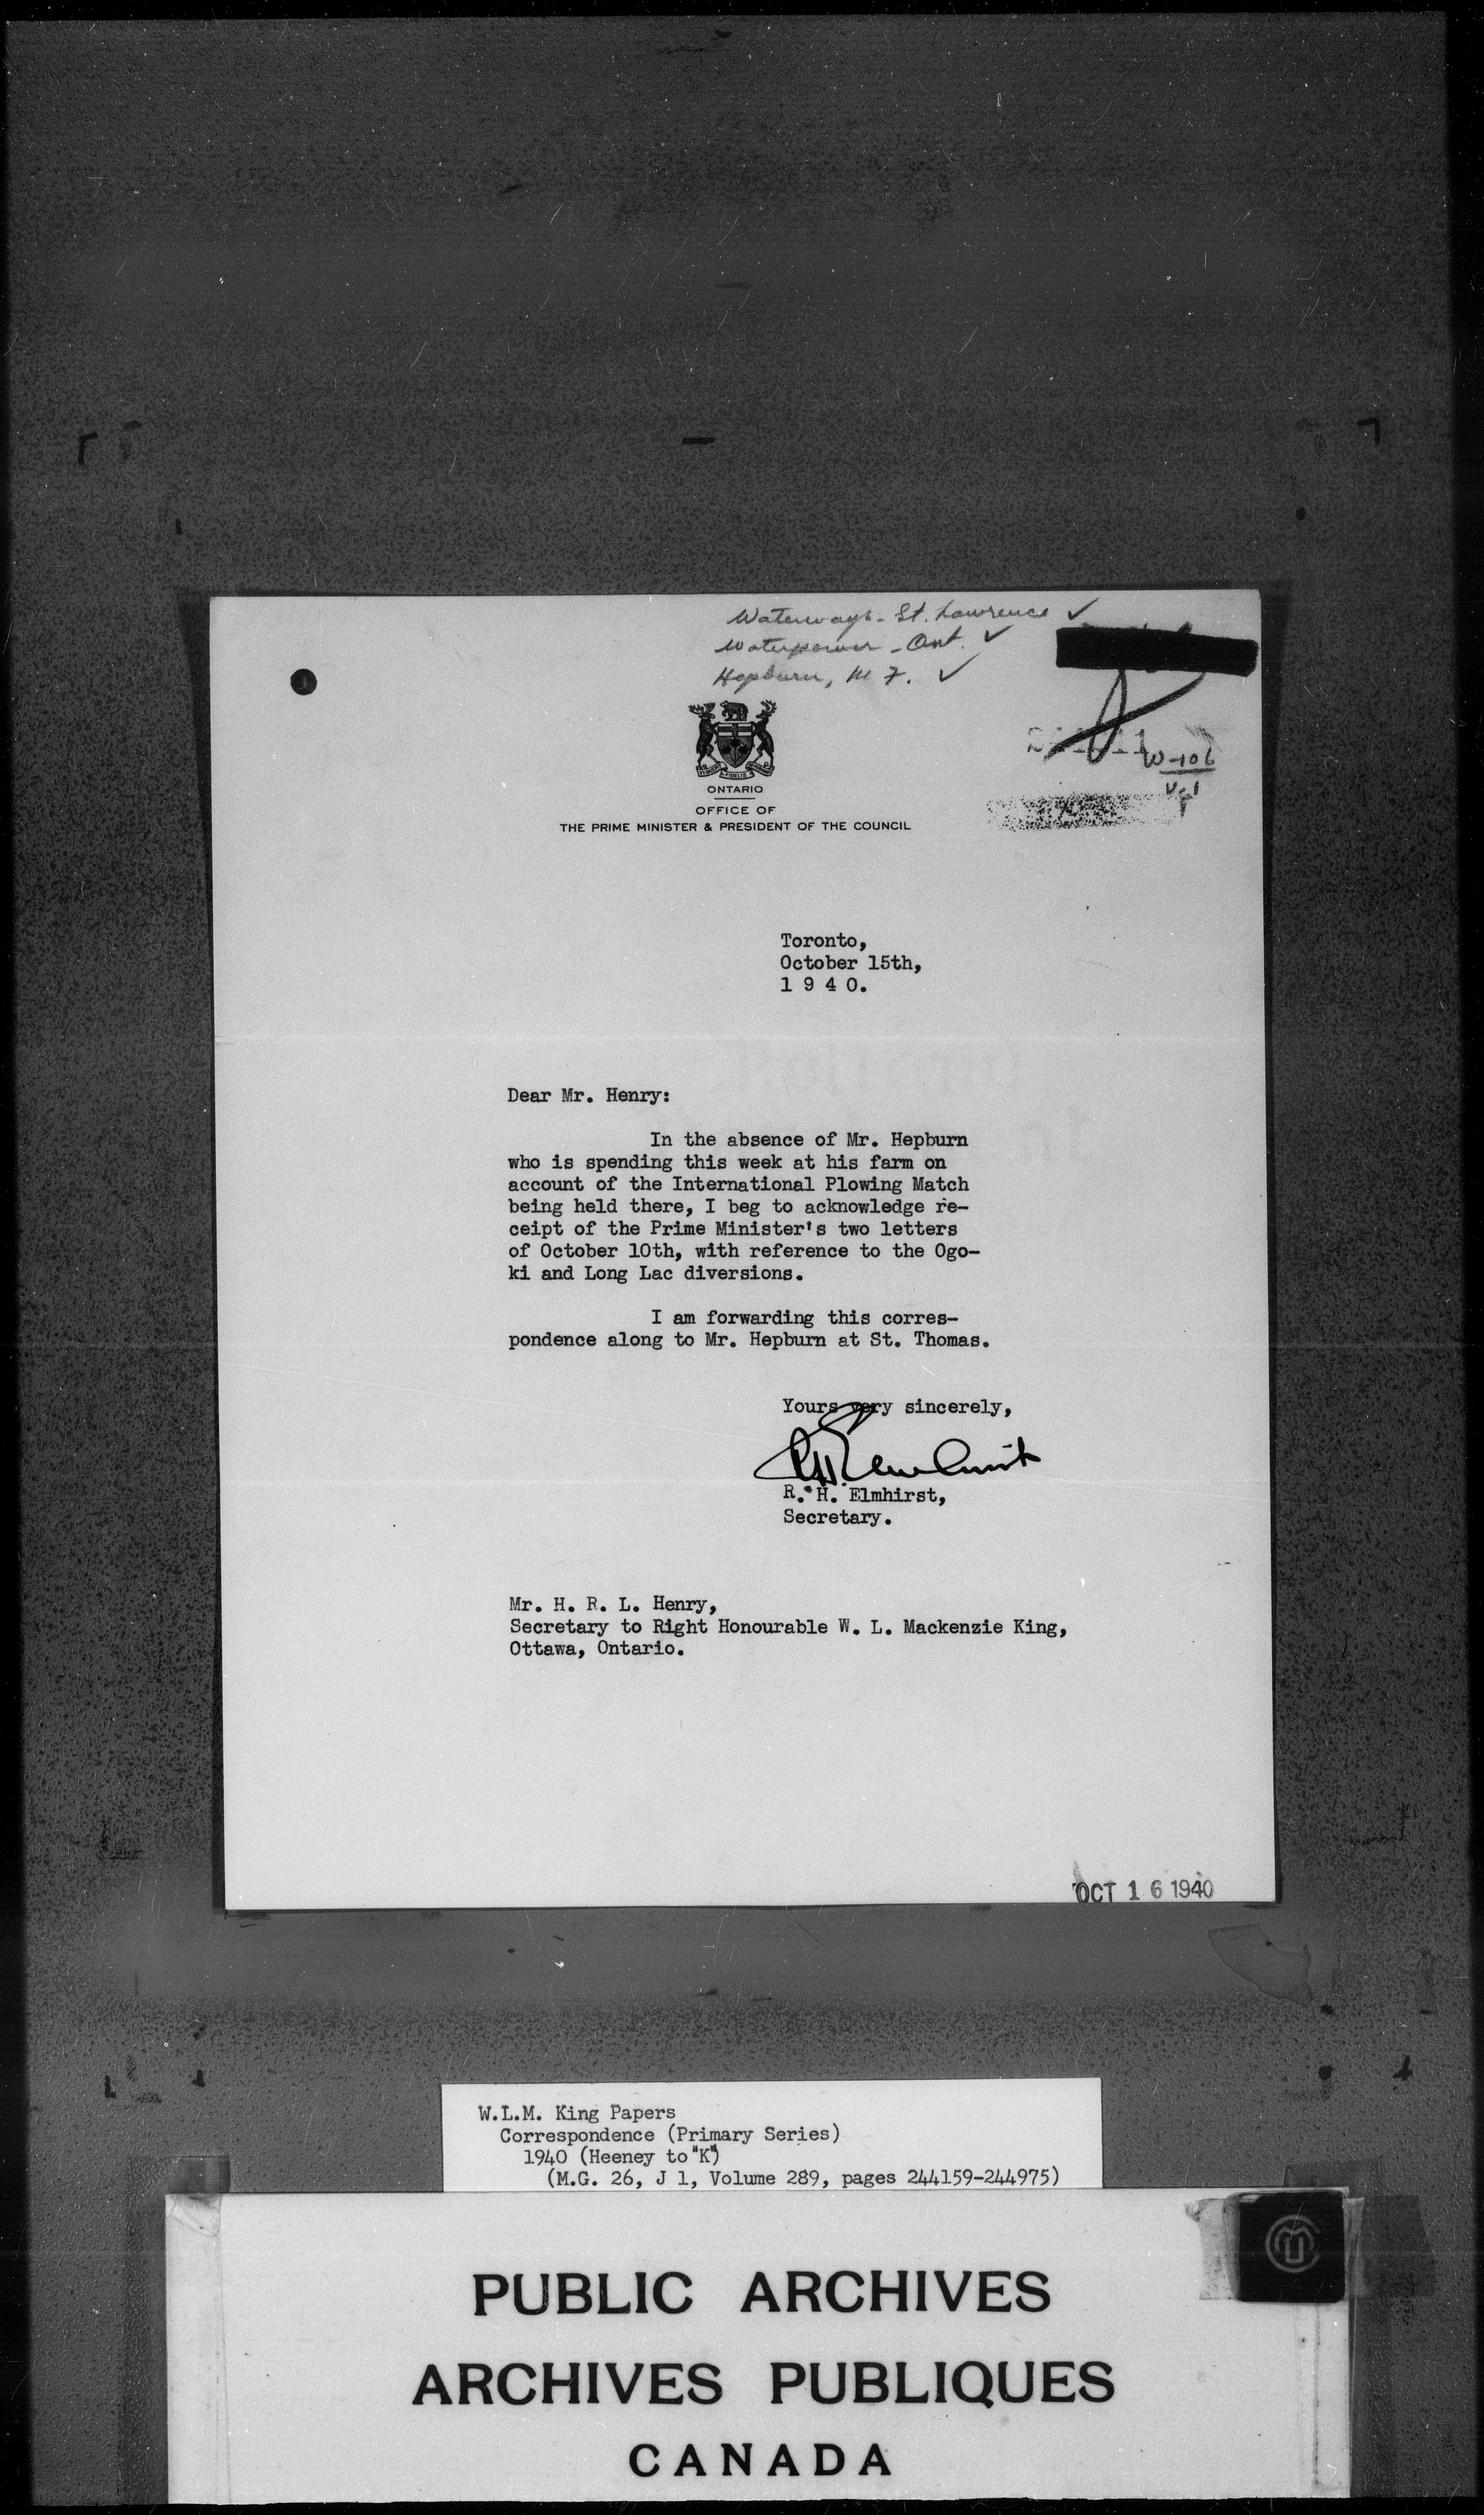 Waterways - St. Lawrence ✓
Waterpower - Ont. ✓
Hepburn, M F. ✓
W-106
Vol
ONTARIO
OFFICE OF
THE PRIME MINISTER & PRESIDENT OF THE COUNCIL
Toronto,
October 15th,
1 9 4 0.
Dear Mr. Henry:
In the absence of Mr. Hepburn
who is spending this week at his farm on
account of the International Plowing Match
being held there, I beg to acknowledge re-
ceipt of the Prime Minister's two letters
of October 10th, with reference to the Ogo-
ki and Long Lac diversions.
I am forwarding this corres-
pondence along to Mr. Hepburn at St. Thomas.
Yours very sincerely,
R H Elmhirst
R. H. Elmhirst,
Secretary.
Mr. H. R. L. Henry,
Secretary to Right Honourable W. L. Mackenzie King,
Ottawa, Ontario.
OCT 16 1940
W.L.M. King Papers
Correspondence (Primary Series)
1940 (Heeney to "K")
(M.G. 26, J 1, Volume 289, pages 244159-244975)
PUBLIC ARCHIVES
ARCHIVES PUBLIQUES
CANADA